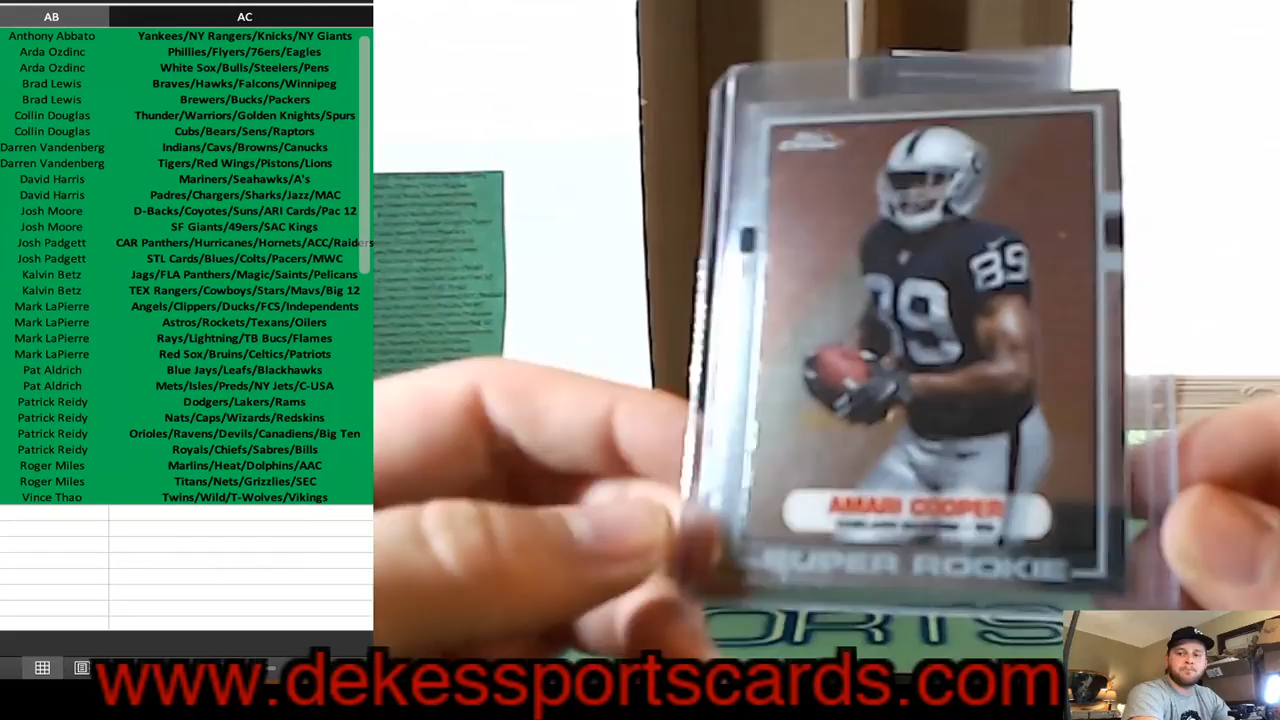 AB AC
Anthony Abbato Yankees/NY Rangers/Knicks/NY Giants
Arda Ozdinc Phillies/Flyers/76ers/Eagles
Arda Ozdinc White Sox/Bulls/Steelers/Pens
Brad Lewis Braves/Hawks/Falcons/Winnipeg
Brad Lewis Brewers/Bucks/Packers
Collin Douglas Thunder/Warriors/Golden Knights/Spurs
Collin Douglas Cubs/Bears/Sens/Raptors
Darren Vandenberg Indians/Cavs/Browns/Canucks
Darren Vandenberg Tigers/Red Wings/Pistons/Lions
David Harris Mariners/Seahawks/A's
David Harris Padres/Chargers/Sharks/Jazz/MAC
Josh Moore D-Backs/Coyotes/Suns/ARI Cards/Pac 12
Josh Moore SF Giants/49ers/SAC Kings
Josh Padgett CAR Panthers/Hurricanes/Hornets/ACC/Raiders
Josh Padgett STL Cards/Blues/Colts/Pacers/MWC
Kalvin Betz Jags/FLA Panthers/Magic/Saints/Pelicans
Kalvin Betz TEX Rangers/Cowboys/Stars/Mavs/Big 12
Mark LaPierre Angels/Clippers/Ducks/FCS/Independents
Mark LaPierre Astros/Rockets/Texans/Oilers
Mark LaPierre Rays/Lightning/TB Bucs/Flames
Mark LaPierre Red Sox/Bruins/Celtics/Patriots
Pat Aldrich Blue Jays/Leafs/Blackhawks
Pat Aldrich Mets/Isles/Preds/NY Jets/C-USA
Patrick Reidy Dodgers/Lakers/Rams
Patrick Reidy Nats/Caps/Wizards/Redskins
Patrick Reidy Orioles/Ravens/Devils/Canadiens/Big Ten
Patrick Reidy Royals/Chiefs/Sabres/Bills
Roger Miles Marlins/Heat/Dolphins/AAC
Roger Miles Titans/Nets/Grizzlies/SEC
Vince Thao Twins/Wild/T-Wolves/Vikings
89
89
AMARI COOPER
SUPER ROOKIE
ORTS
www.dekessportscards.com